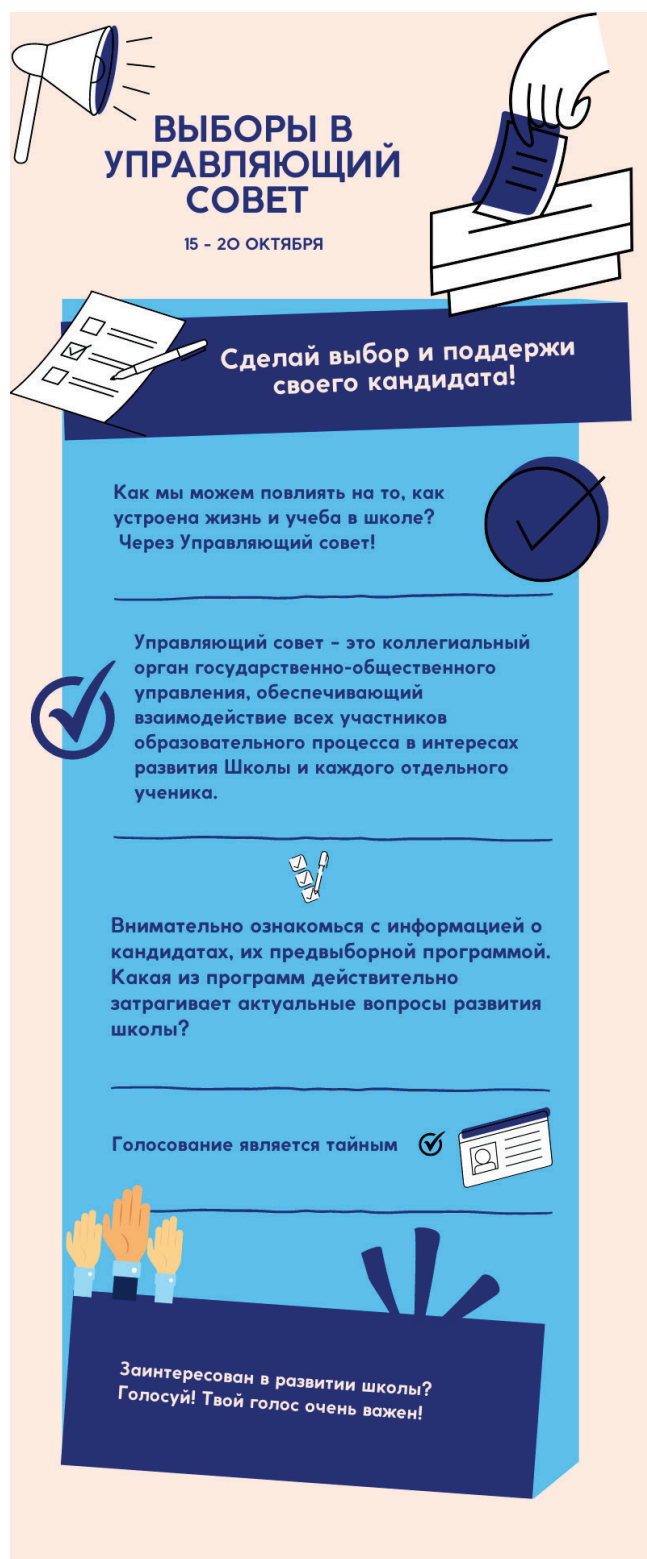 ВЫБОРЫ В
УПРАВЛЯЮЩИЙ
СОВЕТ
15 - 20 ОКТЯБРЯ
Сделай выбор и поддержи
своего кандидата!
Как мы можем повлиять на то, как
устроена жизнь и учеба в школе?
Через Управляющий совет!
Управляющий совет - это коллегиальный
орган государственно-общественного
управления, обеспечивающий
взаимодействие всех участников
образовательного процесса в интересах
развития Школы и каждого отдельного
ученика.
Внимательно ознакомься с информацией о
кандидатах, их предвыборной программой.
Какая из программ действительно
затрагивает актуальные вопросы развития
школы?
Голосование является тайным
Заинтересован в развитии школы?
Голосуй! Твой голос очень важен!